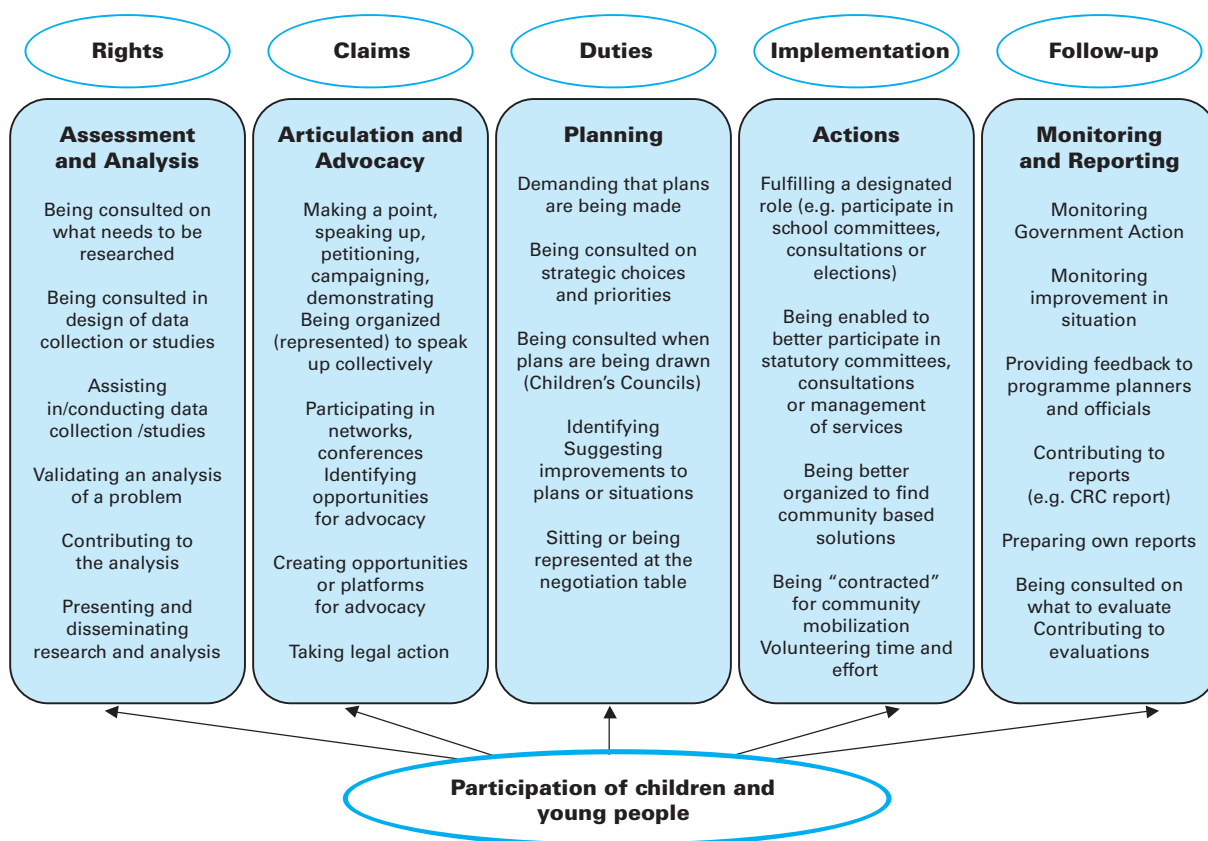 Rights
Claims
Duties
Implementation
Follow-up
Assessment
and Analysis
Being consulted on
what needs to be
researched
Being consulted in
design of data
collection or studies
Assisting
in/conducting data
collection /studies
Validating an analysis
of a problem
Contributing to
the analysis
Presenting and
disseminating
research and analysis
Articulation and
Advocacy
Making a point,
speaking up,
petitioning,
campaigning,
demonstrating
Being organized
(represented) to speak
up collectively
Participating in
networks,
conferences
Identifying
opportunities
for advocacy
Creating opportunities
or platforms
for advocacy
Taking legal action
Planning
Demanding that plans
are being made
Being consulted on
strategic choices
and priorities
Being consulted when
plans are being drawn
(Children’s Councils)
Identifying
Suggesting
improvements to
plans or situations
Sitting or being
represented at the
negotiation table
Actions
Fulfilling a designated
role (e.g. participate in
school committees,
consultations or
elections)
Being enabled to
better participate in
statutory committees,
consultations
or management
of services
Being better
organized to find
community based
solutions
Being “contracted”
for community
mobilization
Volunteering time and
effort
Monitoring
and Reporting
Monitoring
Government Action
Monitoring
improvement in
situation
Providing feedback to
programme planners
and officials
Contributing to
reports
(e.g. CRC report)
Preparing own reports
Being consulted on
what to evaluate
Contributing to
evaluations
Participation of children and
young people